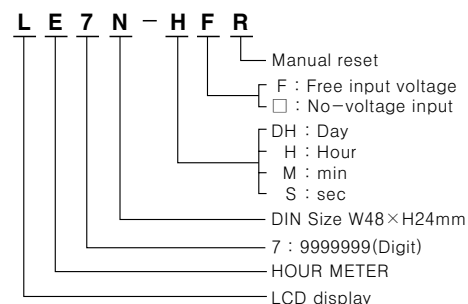 L E 7 N - H F R
Manual reset
F : Free input voltage
□ : No-voltage input
DH : Day
H : Hour
M : min
S : sec
DIN Size W48×H24mm
7 : 9999999(Digit)
HOUR METER
LCD display